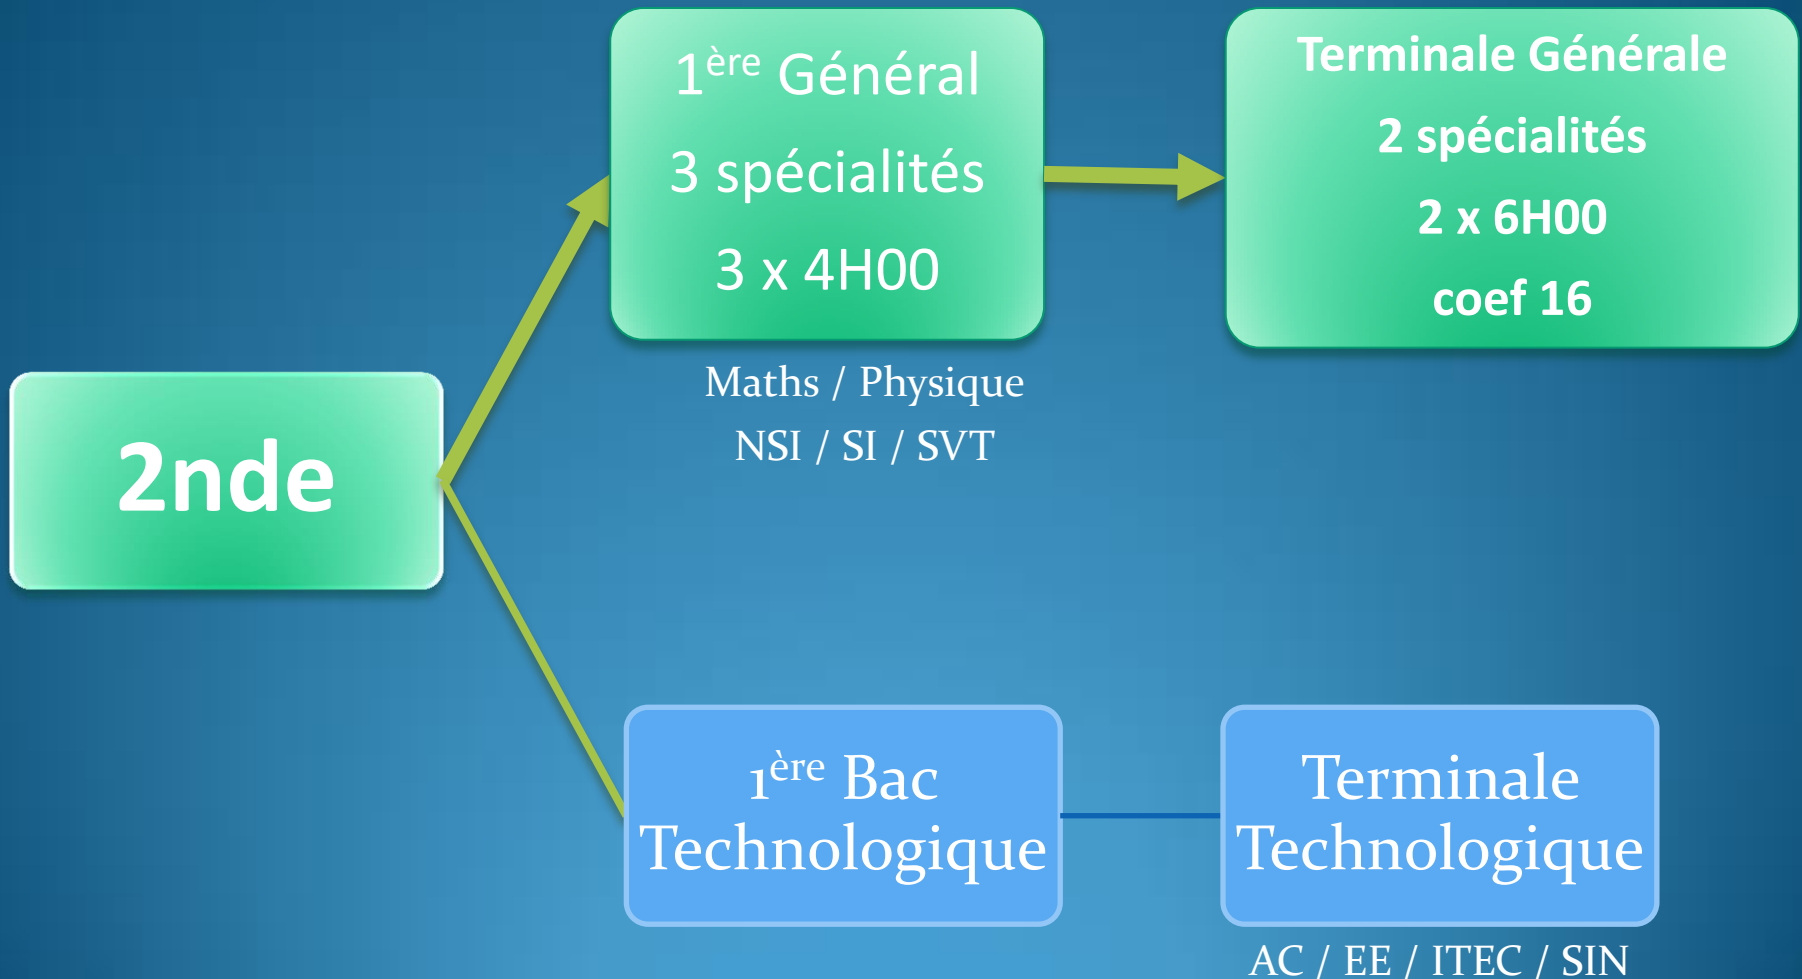 2nde
1ère Général
3 spécialités
3 x 4H00
Maths / Physique
NSI / SI / SVT
Terminale Générale
2 spécialités
2 x 6H00
coef 16
1ère Bac
Technologique
Terminale
Technologique
AC / EE / ITEC / SIN